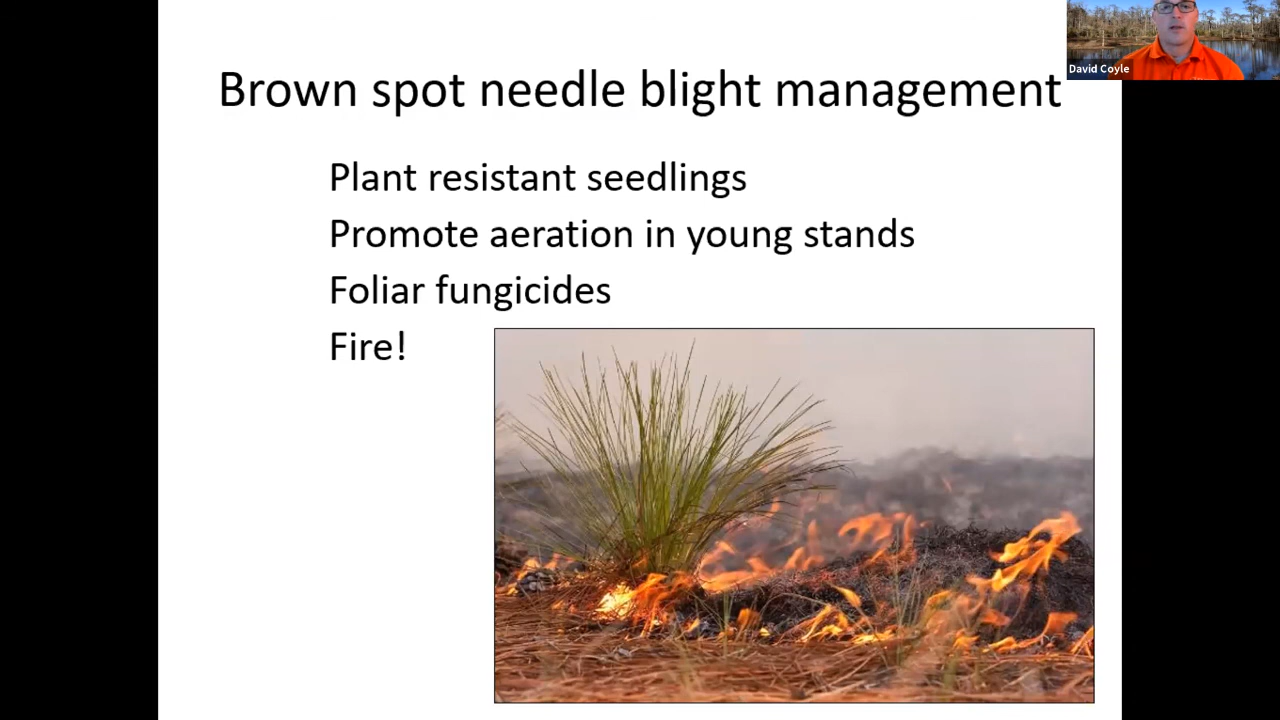 Brown spot needle blight management
David Coyle
Plant resistant seedlings
Promote aeration in young stands
Foliar fungicides
Fire!